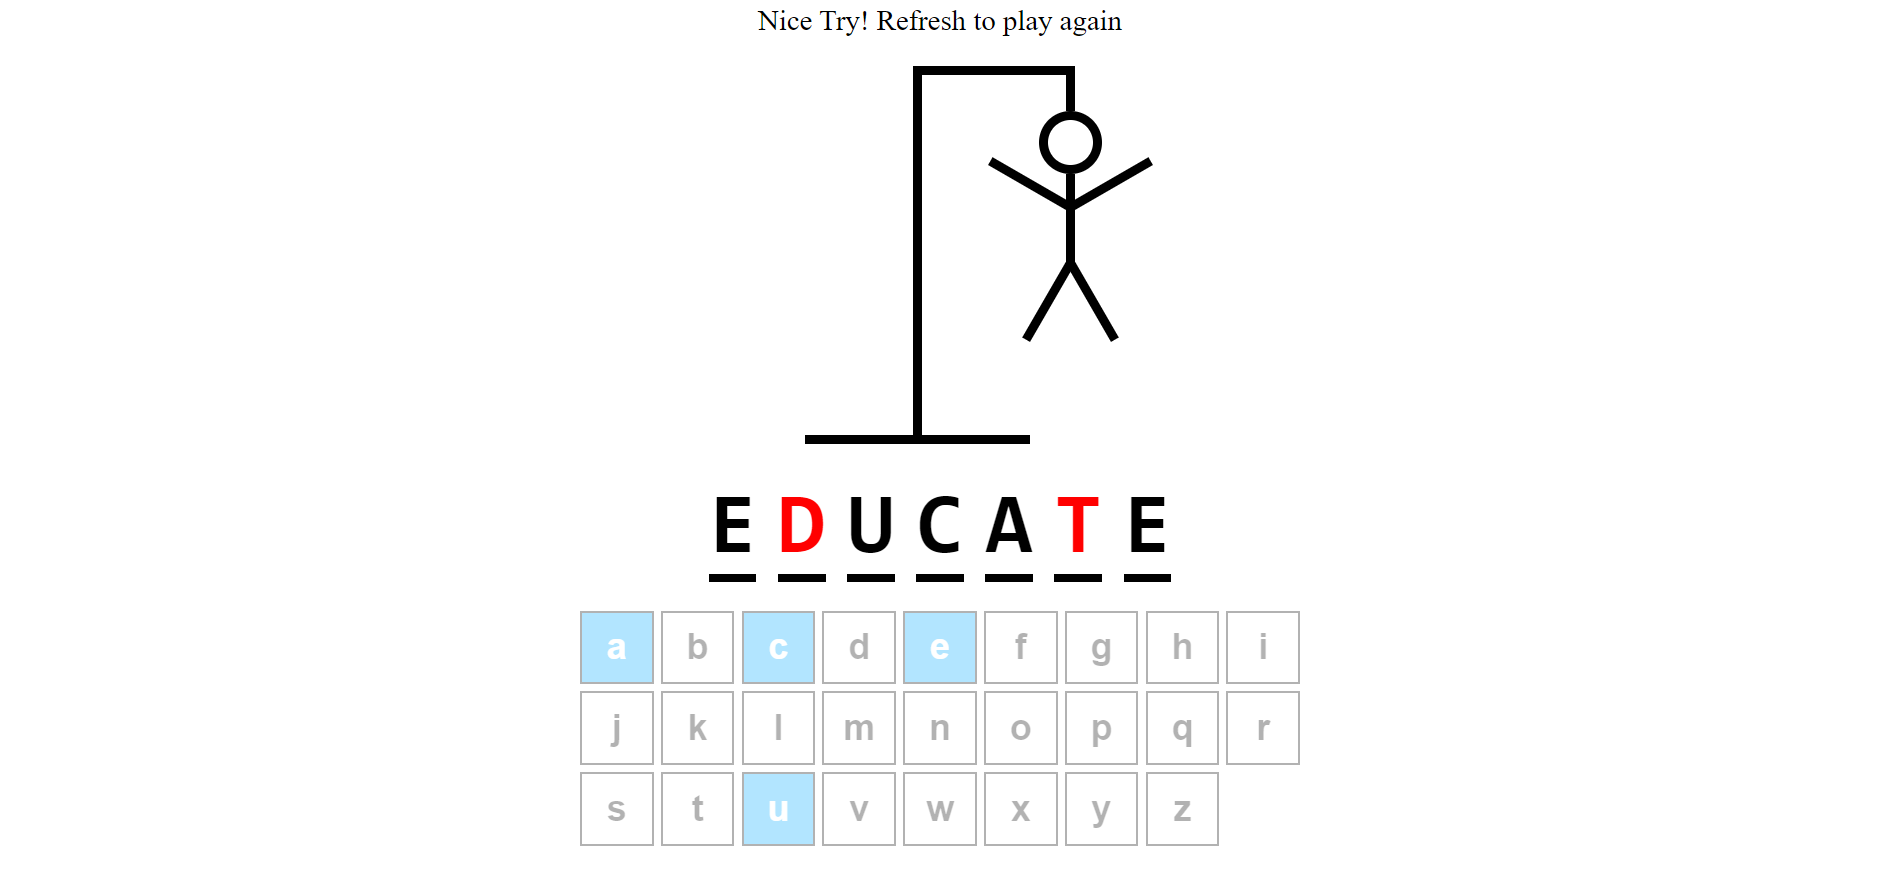 Nice Try! Refresh to play again
E D U C A T E
a b c d e f g h i
j k l m n o p q r
s t u v w x y z